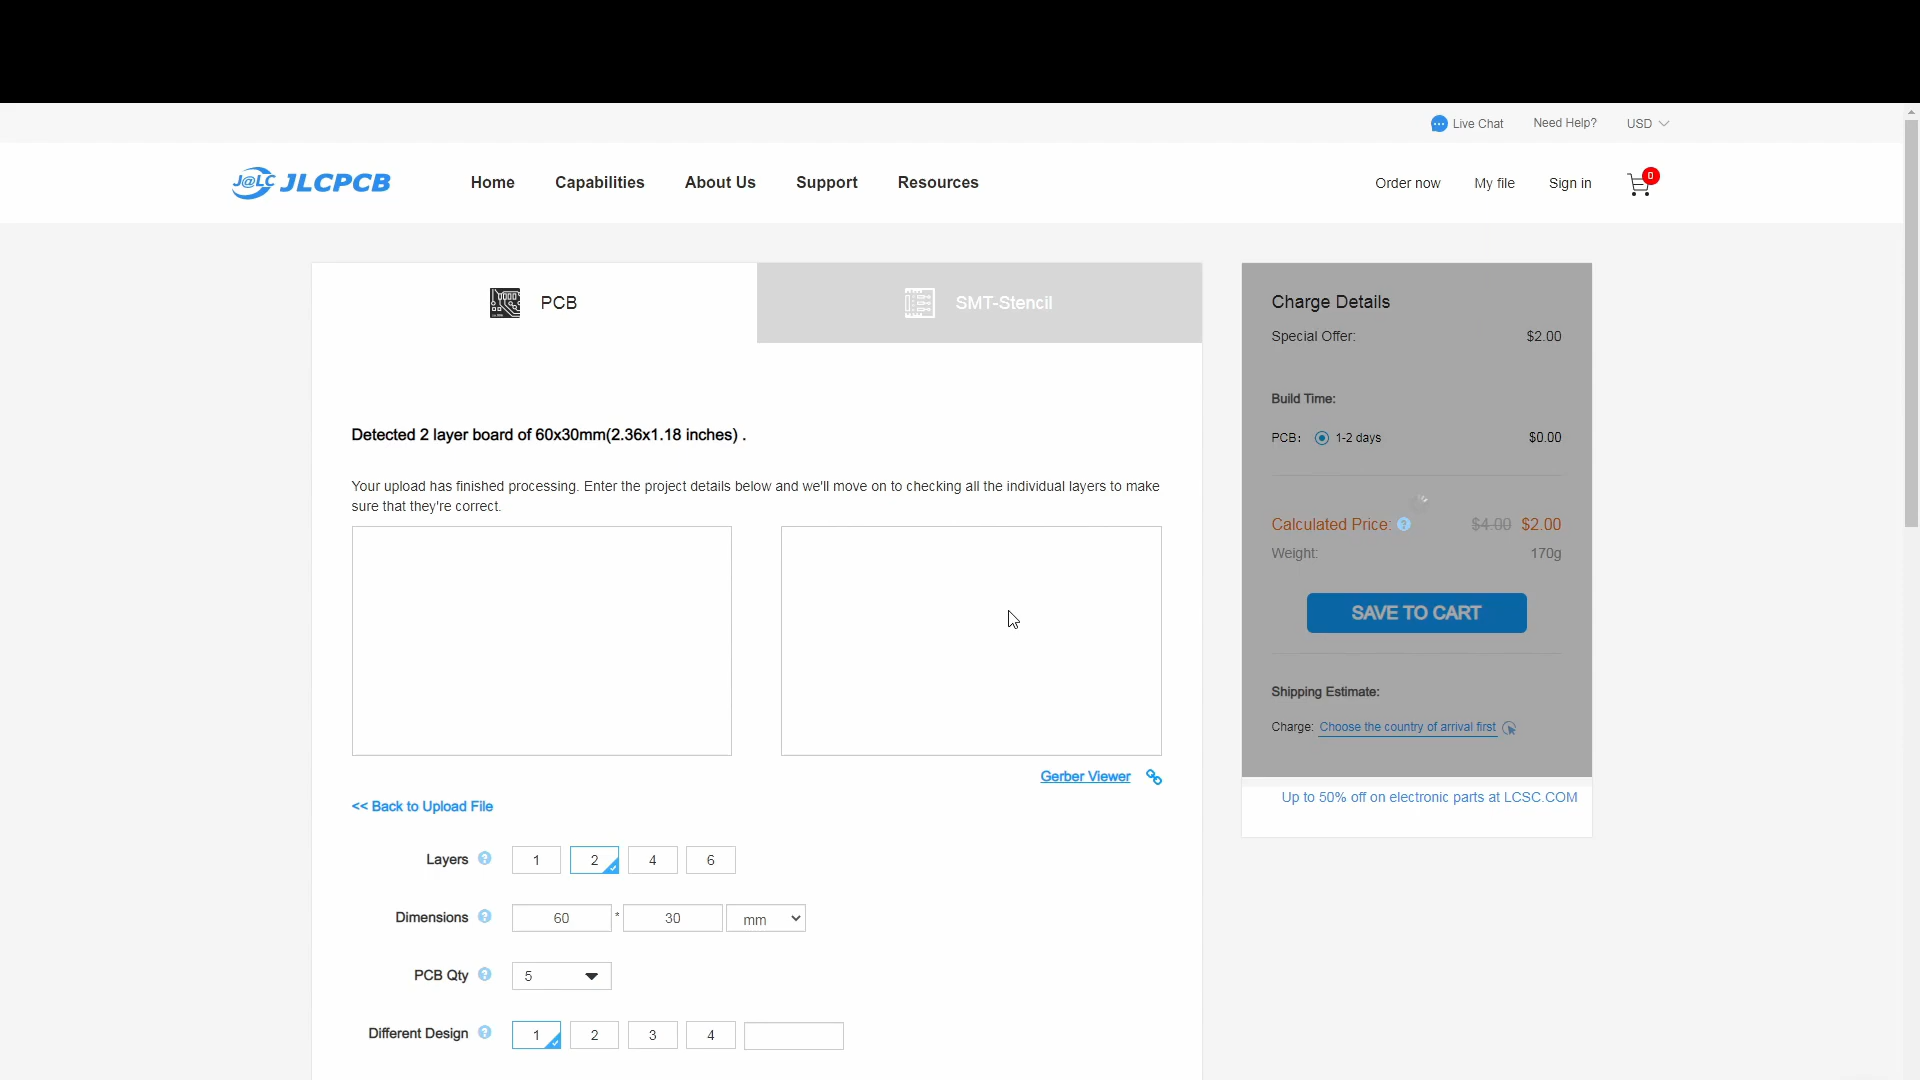 Live Chat Need Help? USD
J@LC JLCPCB Home Capabilities About Us Support Resources Order now My file Sign in 0
PCB SMT-Stencil
Detected 2 layer board of 60x30mm(2.36x1.18 inches) .
Your upload has finished processing. Enter the project details below and we'll move on to checking all the individual layers to make
sure that they're correct.
Gerber Viewer
<< Back to Upload File
Layers ? 1 2 4 6
Dimensions ? 60 * 30 mm
PCB Qty ? 5
Different Design ? 1 2 3 4
Charge Details
Special Offer: $2.00
Build Time:
PCB: 1-2 days $0.00
Calculated Price: ? $4.00 $2.00
Weight: 170g
SAVE TO CART
Shipping Estimate:
Charge: Choose the country of arrival first
Up to 50% off on electronic parts at LCSC.COM